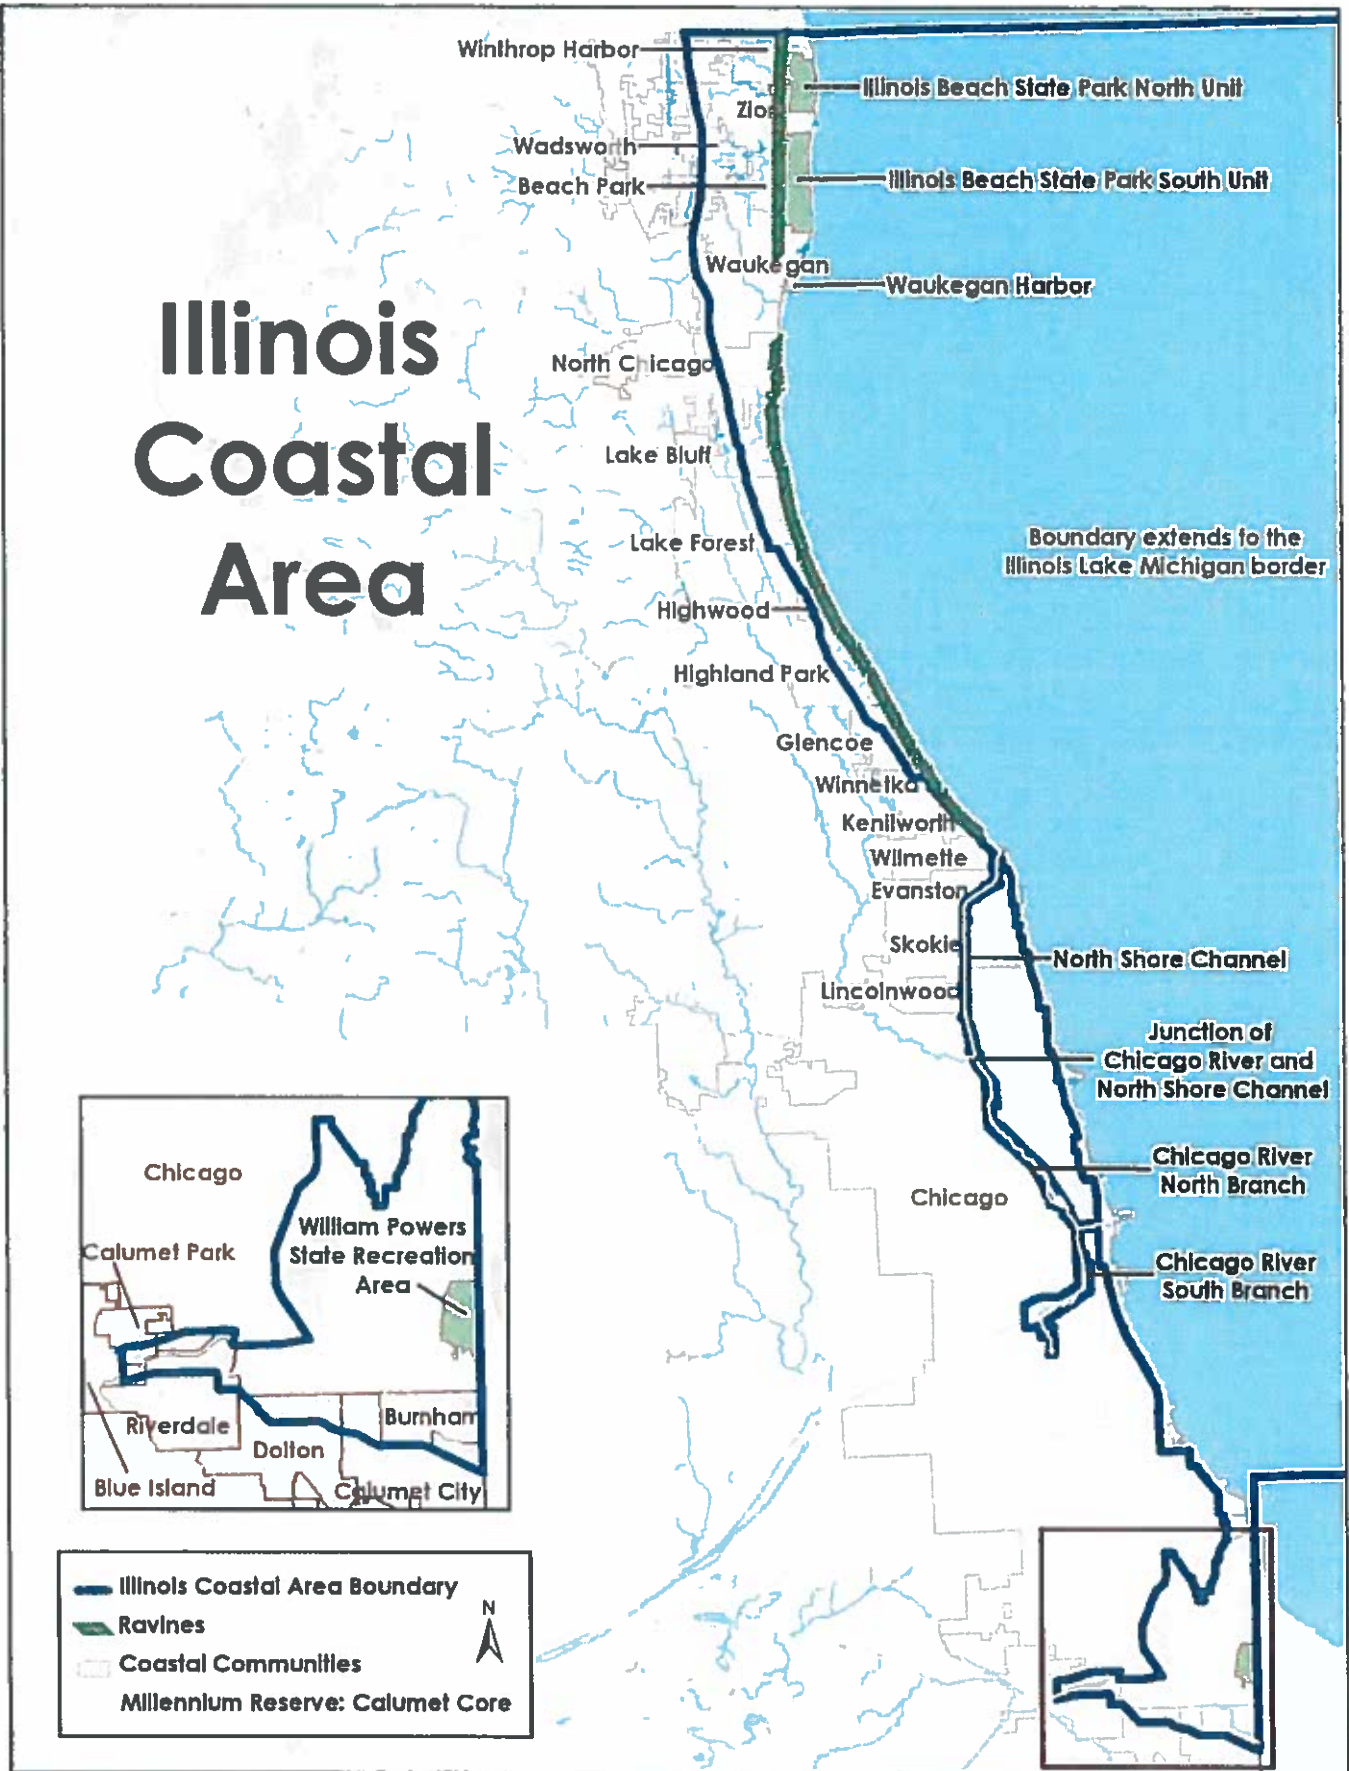 Winthrop Harbor
Illinois Beach State Park North Unit
Zion
Wadsworth
Beach Park
Illinois Beach State Park South Unit
Waukegan
Waukegan Harbor
Illinois
Coastal
Area
North Chicago
Lake Bluff
Lake Forest
Boundary extends to the
Illinois Lake Michigan border
Highwood
Highland Park
Glencoe
Winnetka
Kenilworth
Wilmette
Evanston
Skokie
North Shore Channel
Lincolnwood
Junction of
Chicago River and
North Shore Channel
Chicago River
North Branch
Chicago
Chicago River
South Branch
Chicago
William Powers
State Recreation
Area
Calumet Park
Riverdale
Burnham
Dolton
Blue Island
Calumet City
Illinois Coastal Area Boundary
Ravines
Coastal Communities
Millennium Reserve: Calumet Core
N